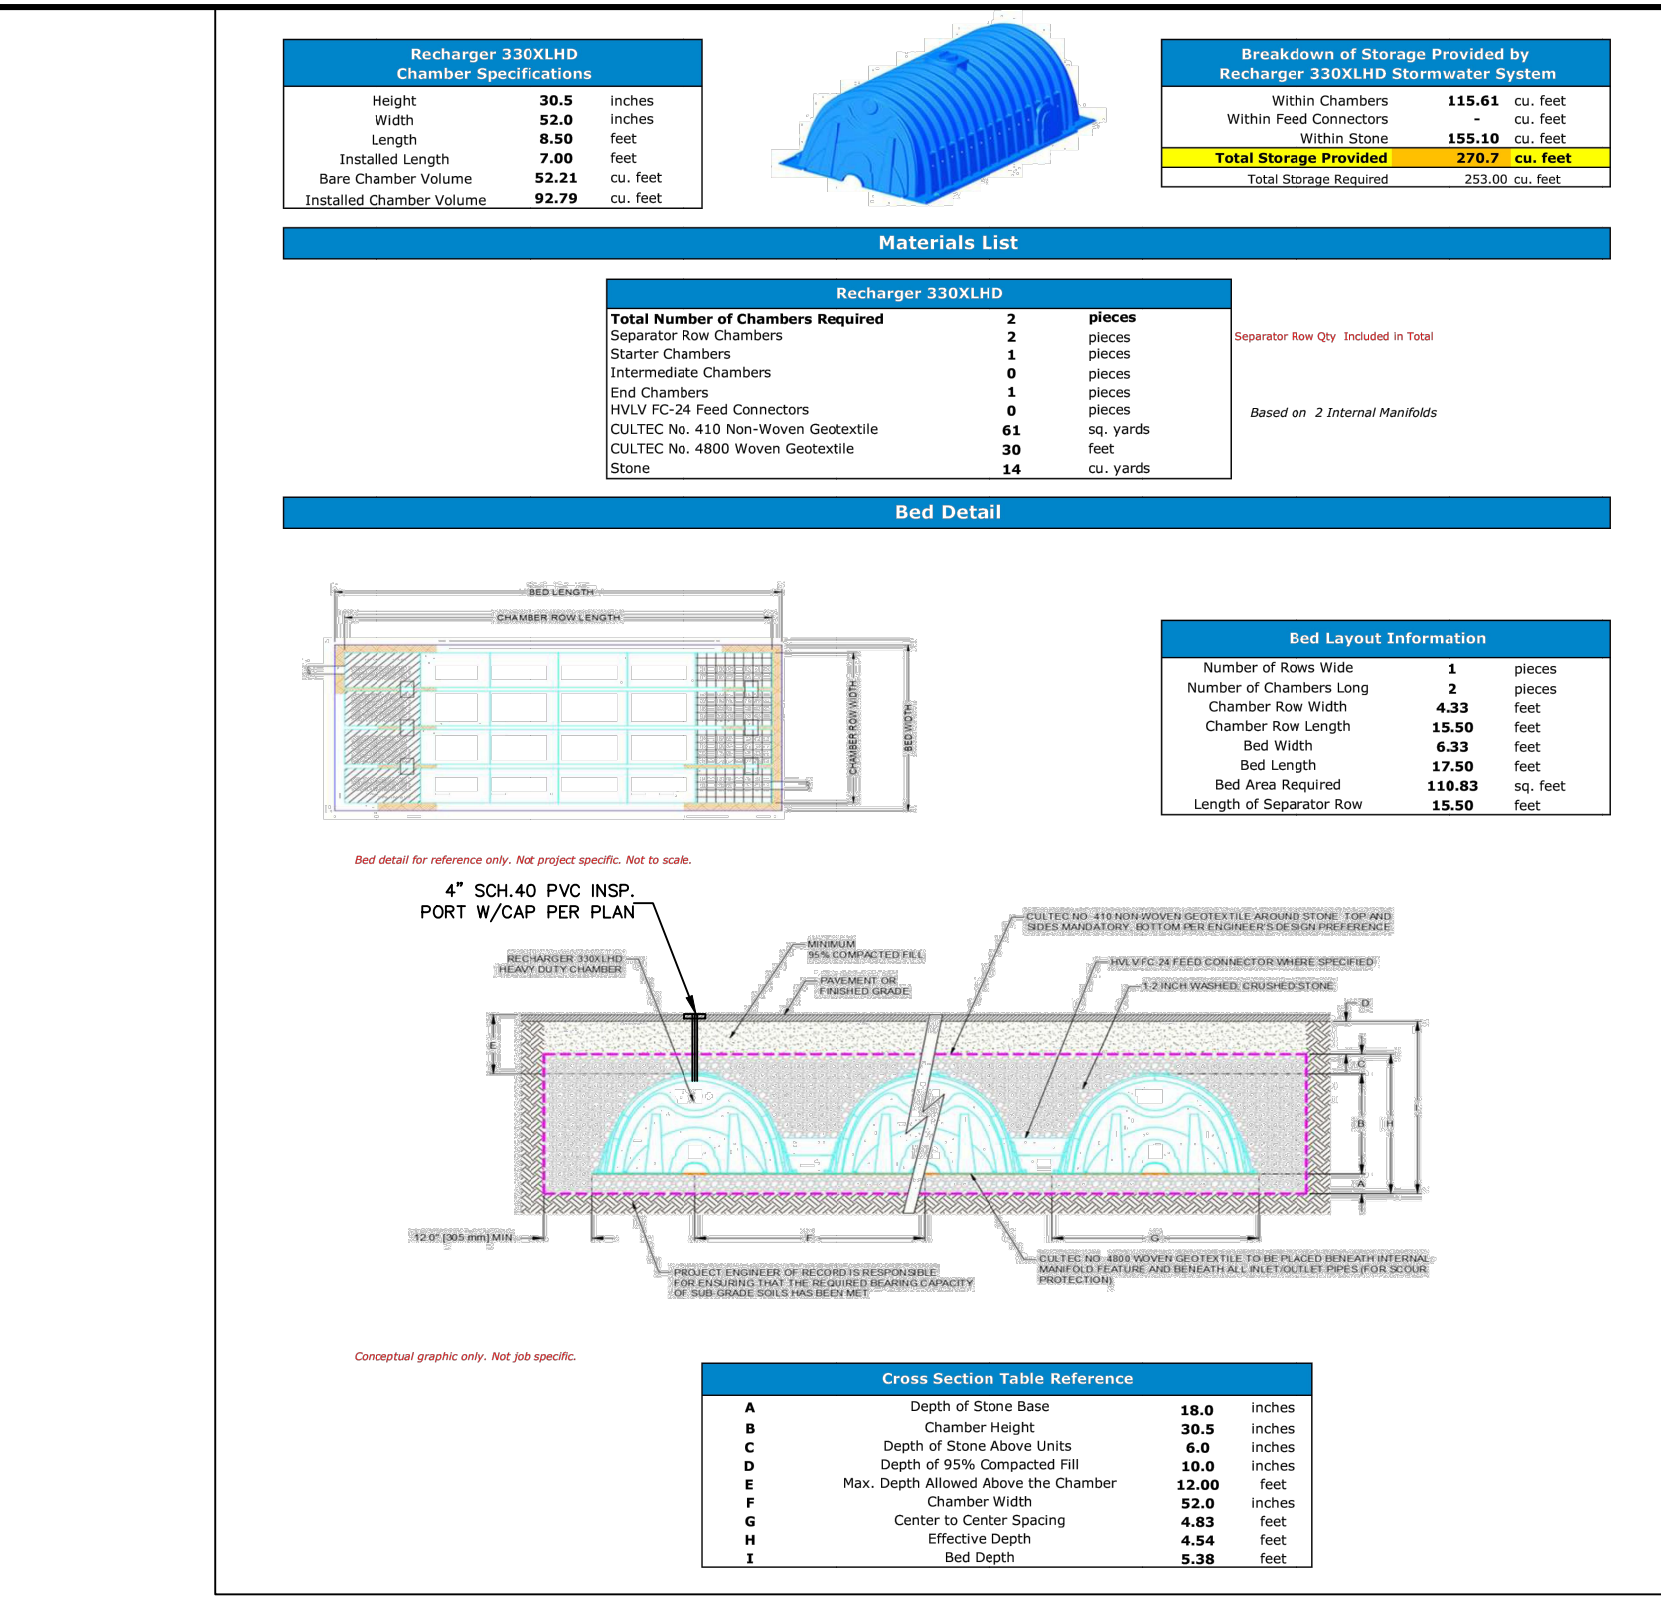 Recharger 330XLHD
Chamber Specifications
Height 30.5 inches
Width 52.0 inches
Length 8.50 feet
Installed Length 7.00 feet
Bare Chamber Volume 52.21 cu. feet
Installed Chamber Volume 92.79 cu. feet
Breakdown of Storage Provided by
Recharger 330XLHD Stormwater System
Within Chambers 115.61 cu. feet
Within Feed Connectors - cu. feet
Within Stone 155.10 cu. feet
Total Storage Provided 270.7 cu. feet
Total Storage Required 253.00 cu. feet
Materials List
Recharger 330XLHD
Total Number of Chambers Required 2 pieces
Separator Row Chambers 2 pieces Separator Row Qty Included in Total
Starter Chambers 1 pieces
Intermediate Chambers 0 pieces
End Chambers 1 pieces
HVLV FC-24 Feed Connectors 0 pieces Based on 2 Internal Manifolds
CULTEC No. 410 Non-Woven Geotextile 61 sq. yards
CULTEC No. 4800 Woven Geotextile 30 feet
Stone 14 cu. yards
Bed Detail
BED LENGTH
CHAMBER ROW LENGTH
CHAMBER ROW WIDTH
BED WIDTH
Bed Layout Information
Number of Rows Wide 1 pieces
Number of Chambers Long 2 pieces
Chamber Row Width 4.33 feet
Chamber Row Length 15.50 feet
Bed Width 6.33 feet
Bed Length 17.50 feet
Bed Area Required 110.83 sq. feet
Length of Separator Row 15.50 feet
Bed detail for reference only. Not project specific. Not to scale.
4" SCH.40 PVC INSP.
PORT W/CAP PER PLAN
CULTEC NO. 410 NON-WOVEN GEOTEXTILE AROUND STONE. TOP AND
SIDES MANDATORY, BOTTOM PER ENGINEER'S DESIGN PREFERENCE
MINIMUM
95% COMPACTED FILL
RECHARGER 330XLHD
HEAVY DUTY CHAMBER
HVLV FC-24 FEED CONNECTOR WHERE SPECIFIED
PAVEMENT OR
FINISHED GRADE
1-2 INCH WASHED, CRUSHED STONE
D
E
C
I
B
H
A
12.0" [305 mm] MIN
F
G
PROJECT ENGINEER OF RECORD IS RESPONSIBLE
FOR ENSURING THAT THE REQUIRED BEARING CAPACITY
OF SUB-GRADE SOILS HAS BEEN MET
CULTEC NO. 4800 WOVEN GEOTEXTILE TO BE PLACED BENEATH INTERNAL
MANIFOLD FEATURE AND BENEATH ALL INLET/OUTLET PIPES (FOR SCOUR
PROTECTION)
Conceptual graphic only. Not job specific.
Cross Section Table Reference
A Depth of Stone Base 18.0 inches
B Chamber Height 30.5 inches
C Depth of Stone Above Units 6.0 inches
D Depth of 95% Compacted Fill 10.0 inches
E Max. Depth Allowed Above the Chamber 12.00 feet
F Chamber Width 52.0 inches
G Center to Center Spacing 4.83 feet
H Effective Depth 4.54 feet
I Bed Depth 5.38 feet